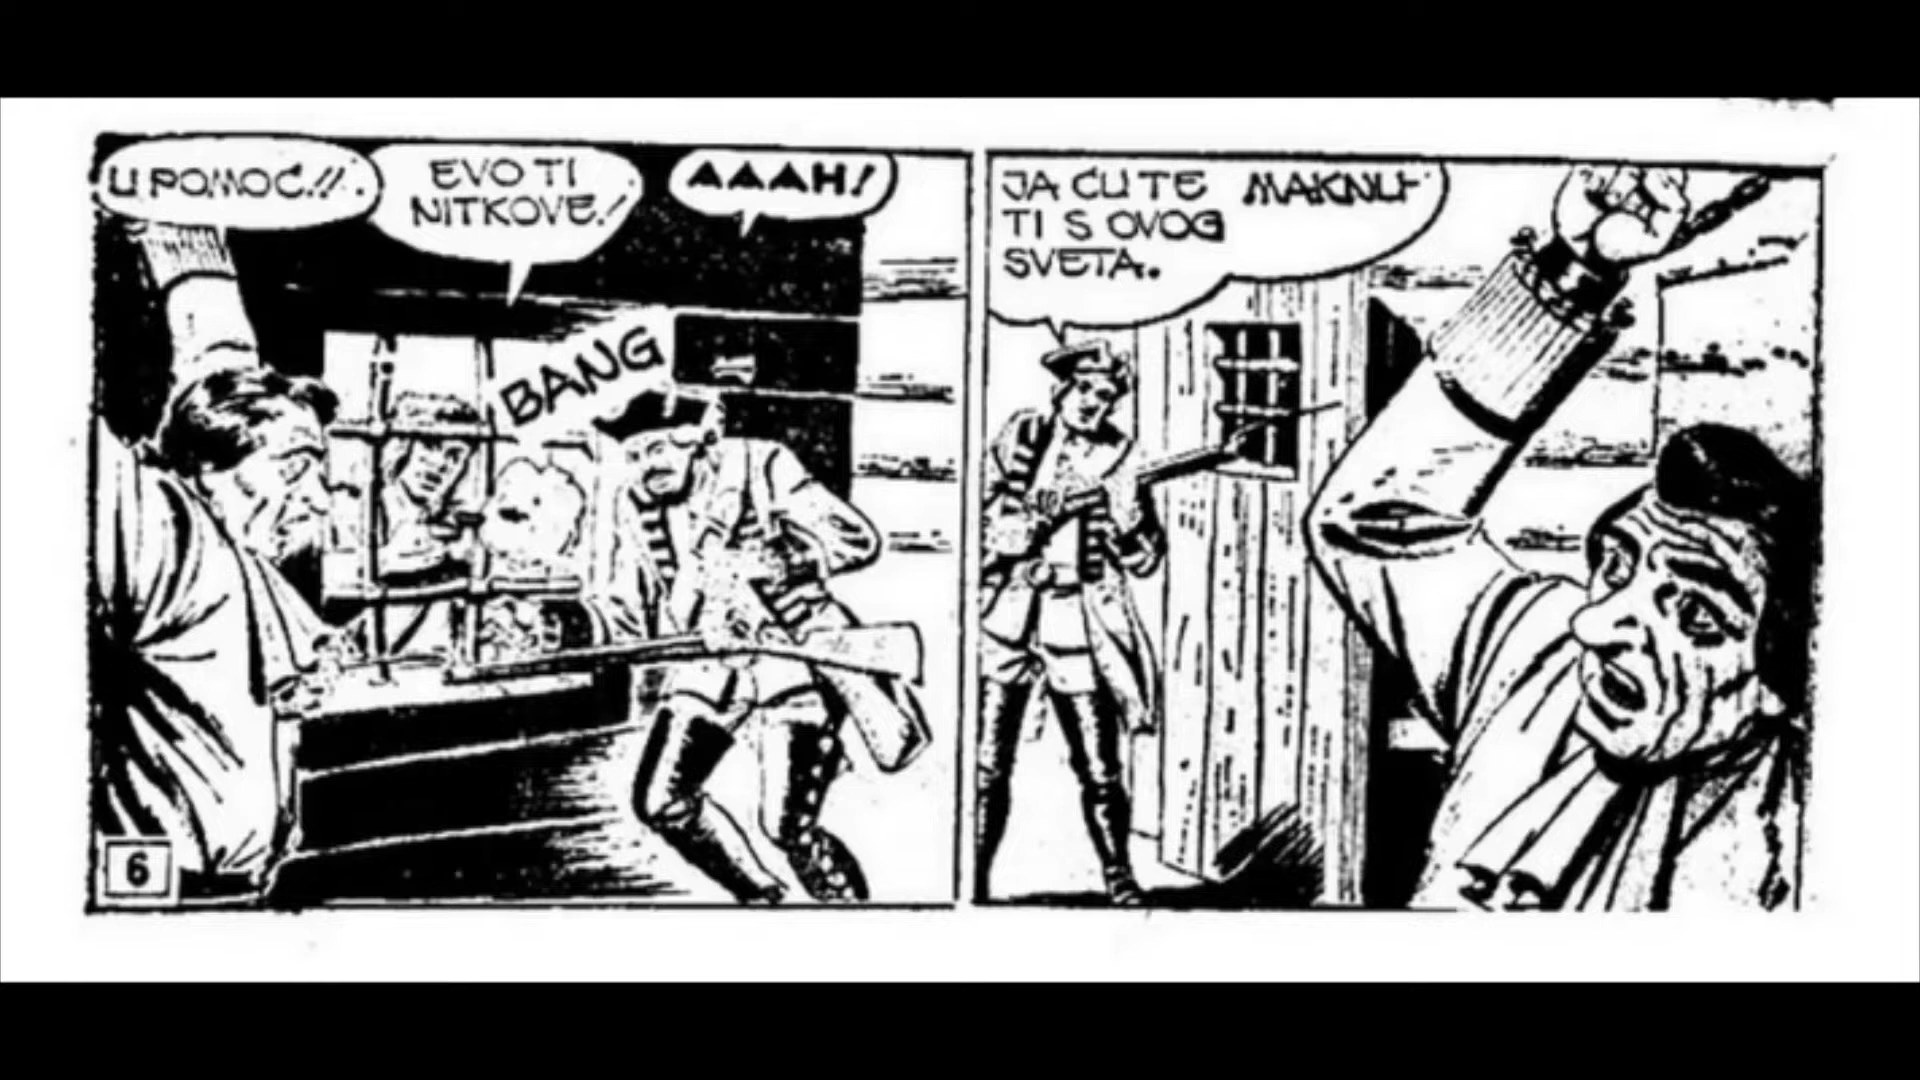 U POMOĆ!!
EVO TI
NITKOVE!
AAAH!
BANG
6
JA ĆU TE MAKNU-
TI S OVOG
SVETA.